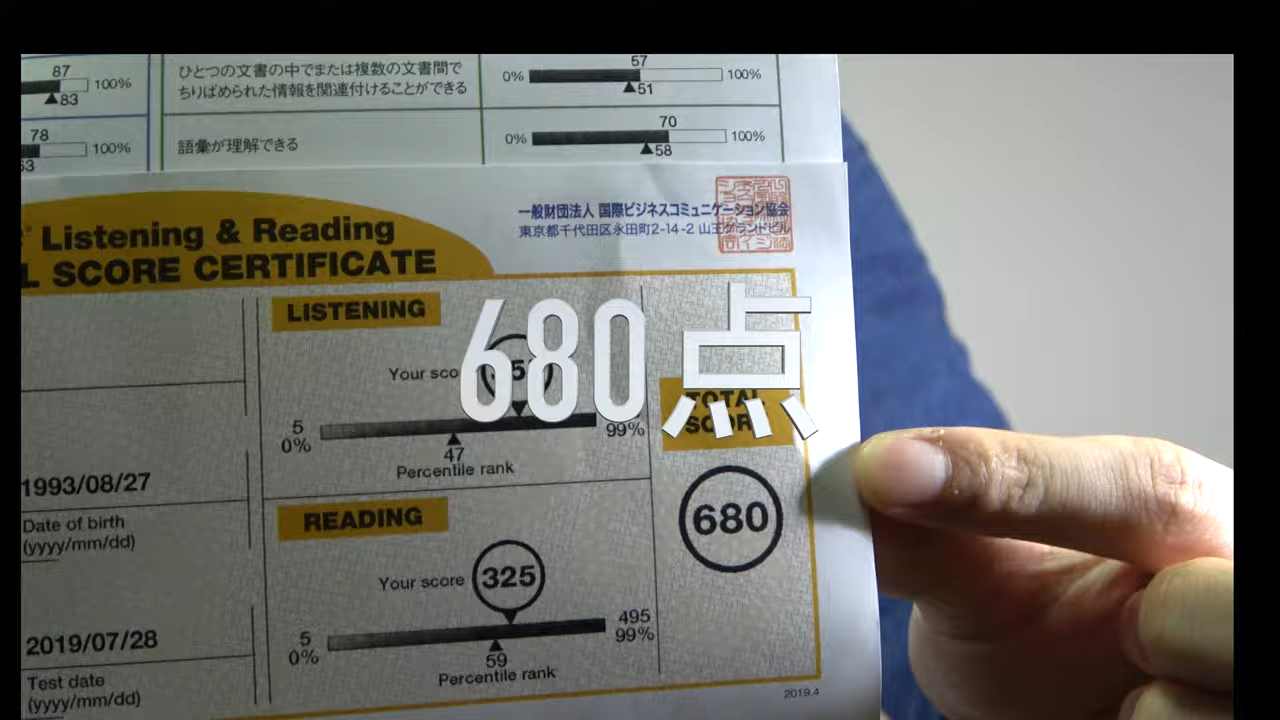 87
100%
83
ひとつの文書の中でまたは複数の文書間で
ちりばめられた情報を関連付けることができる
57
0% 100%
51
78
100%
語彙が理解できる
70
0% 100%
58
一般財団法人 国際ビジネスコミュニケーション協会
東京都千代田区永田町2-14-2 山王グランドビル
Listening & Reading
SCORE CERTIFICATE
LISTENING
680点
Your
5
0%
99%
47
Percentile rank
TOTAL
SCORE
680
1993/08/27
Date of birth
(yyyy/mm/dd)
READING
Your score 325
5 495
0% 99%
59
Percentile rank
2019/07/28
Test date
(yyyy/mm/dd)
2019.4